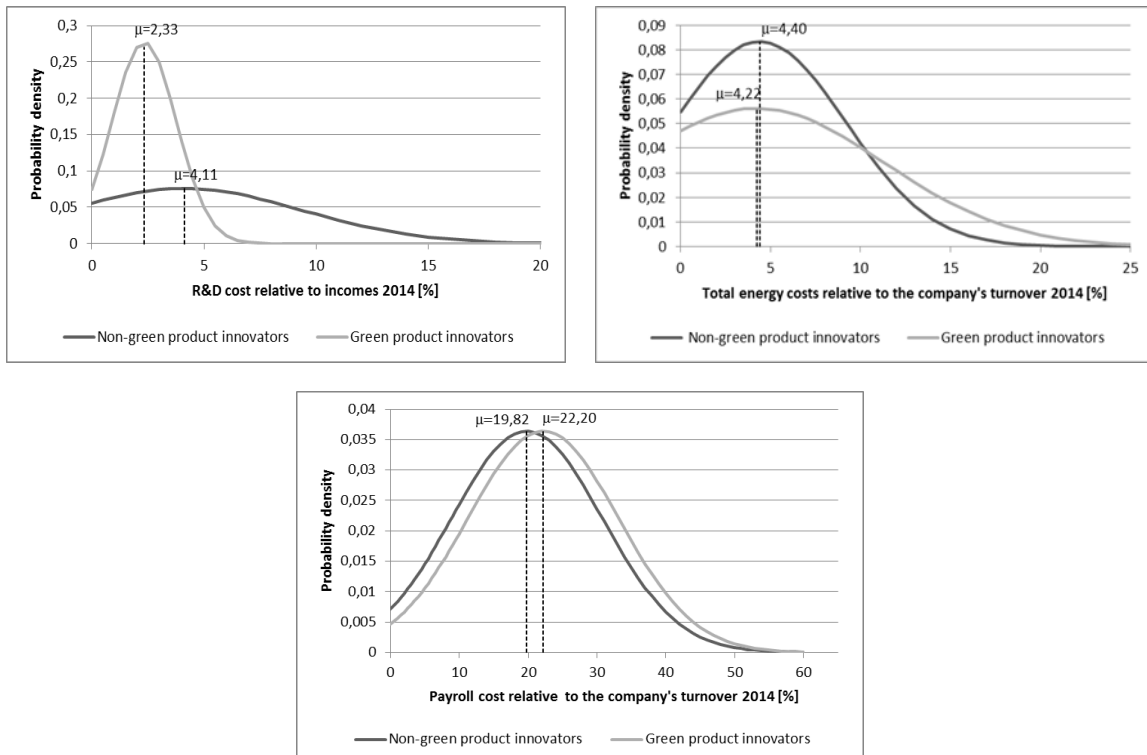 μ=2,33
0,3
0,25
0,2
0,15
0,1
0,05
0
Probability density
μ=4,11
0 5 10 15 20
R&D cost relative to incomes 2014 [%]
Non-green product innovators Green product innovators
μ=4,40
μ=4,22
0,09
0,08
0,07
0,06
0,05
0,04
0,03
0,02
0,01
0
Probability density
0 5 10 15 20 25
Total energy costs relative to the company's turnover 2014 [%]
Non-green product innovators Green product innovators
μ=19,82 μ=22,20
0,04
0,035
0,03
0,025
0,02
0,015
0,01
0,005
0
Probability density
0 10 20 30 40 50 60
Payroll cost relative to the company's turnover 2014 [%]
Non-green product innovators Green product innovators